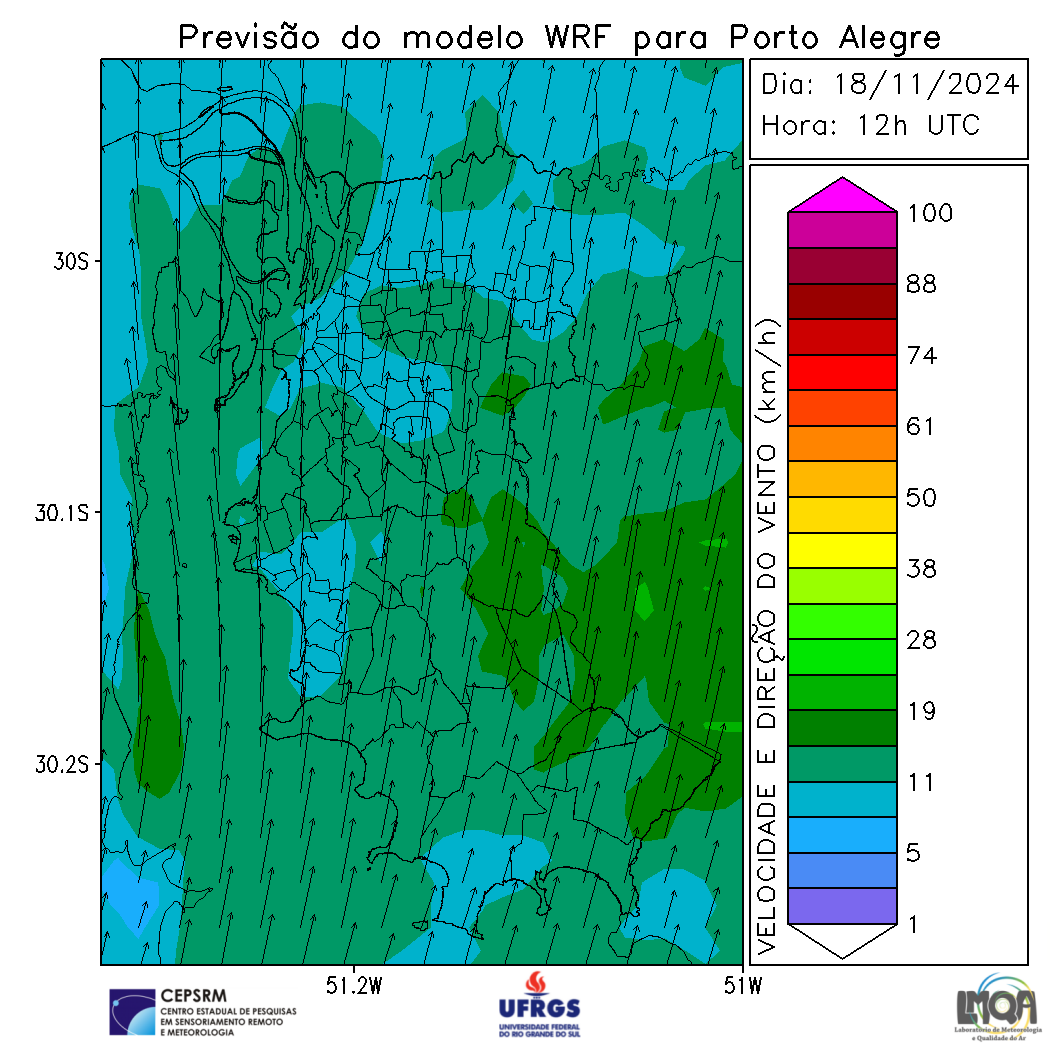 Previsão do modelo WRF para Porto Alegre
Dia: 18/11/2024
Hora: 12h UTC
30S
30.1S
30.2S
51.2W
51W
VELOCIDADE E DIREÇÃO DO VENTO (km/h)
100
88
74
61
50
38
28
19
11
5
1
CEPSRM
CENTRO ESTADUAL DE PESQUISAS
EM SENSORIAMENTO REMOTO
E METEOROLOGIA
UFRGS
UNIVERSIDADE FEDERAL
DO RIO GRANDE DO SUL
LMQA
Laboratório de Meteorologia
e Qualidade do Ar